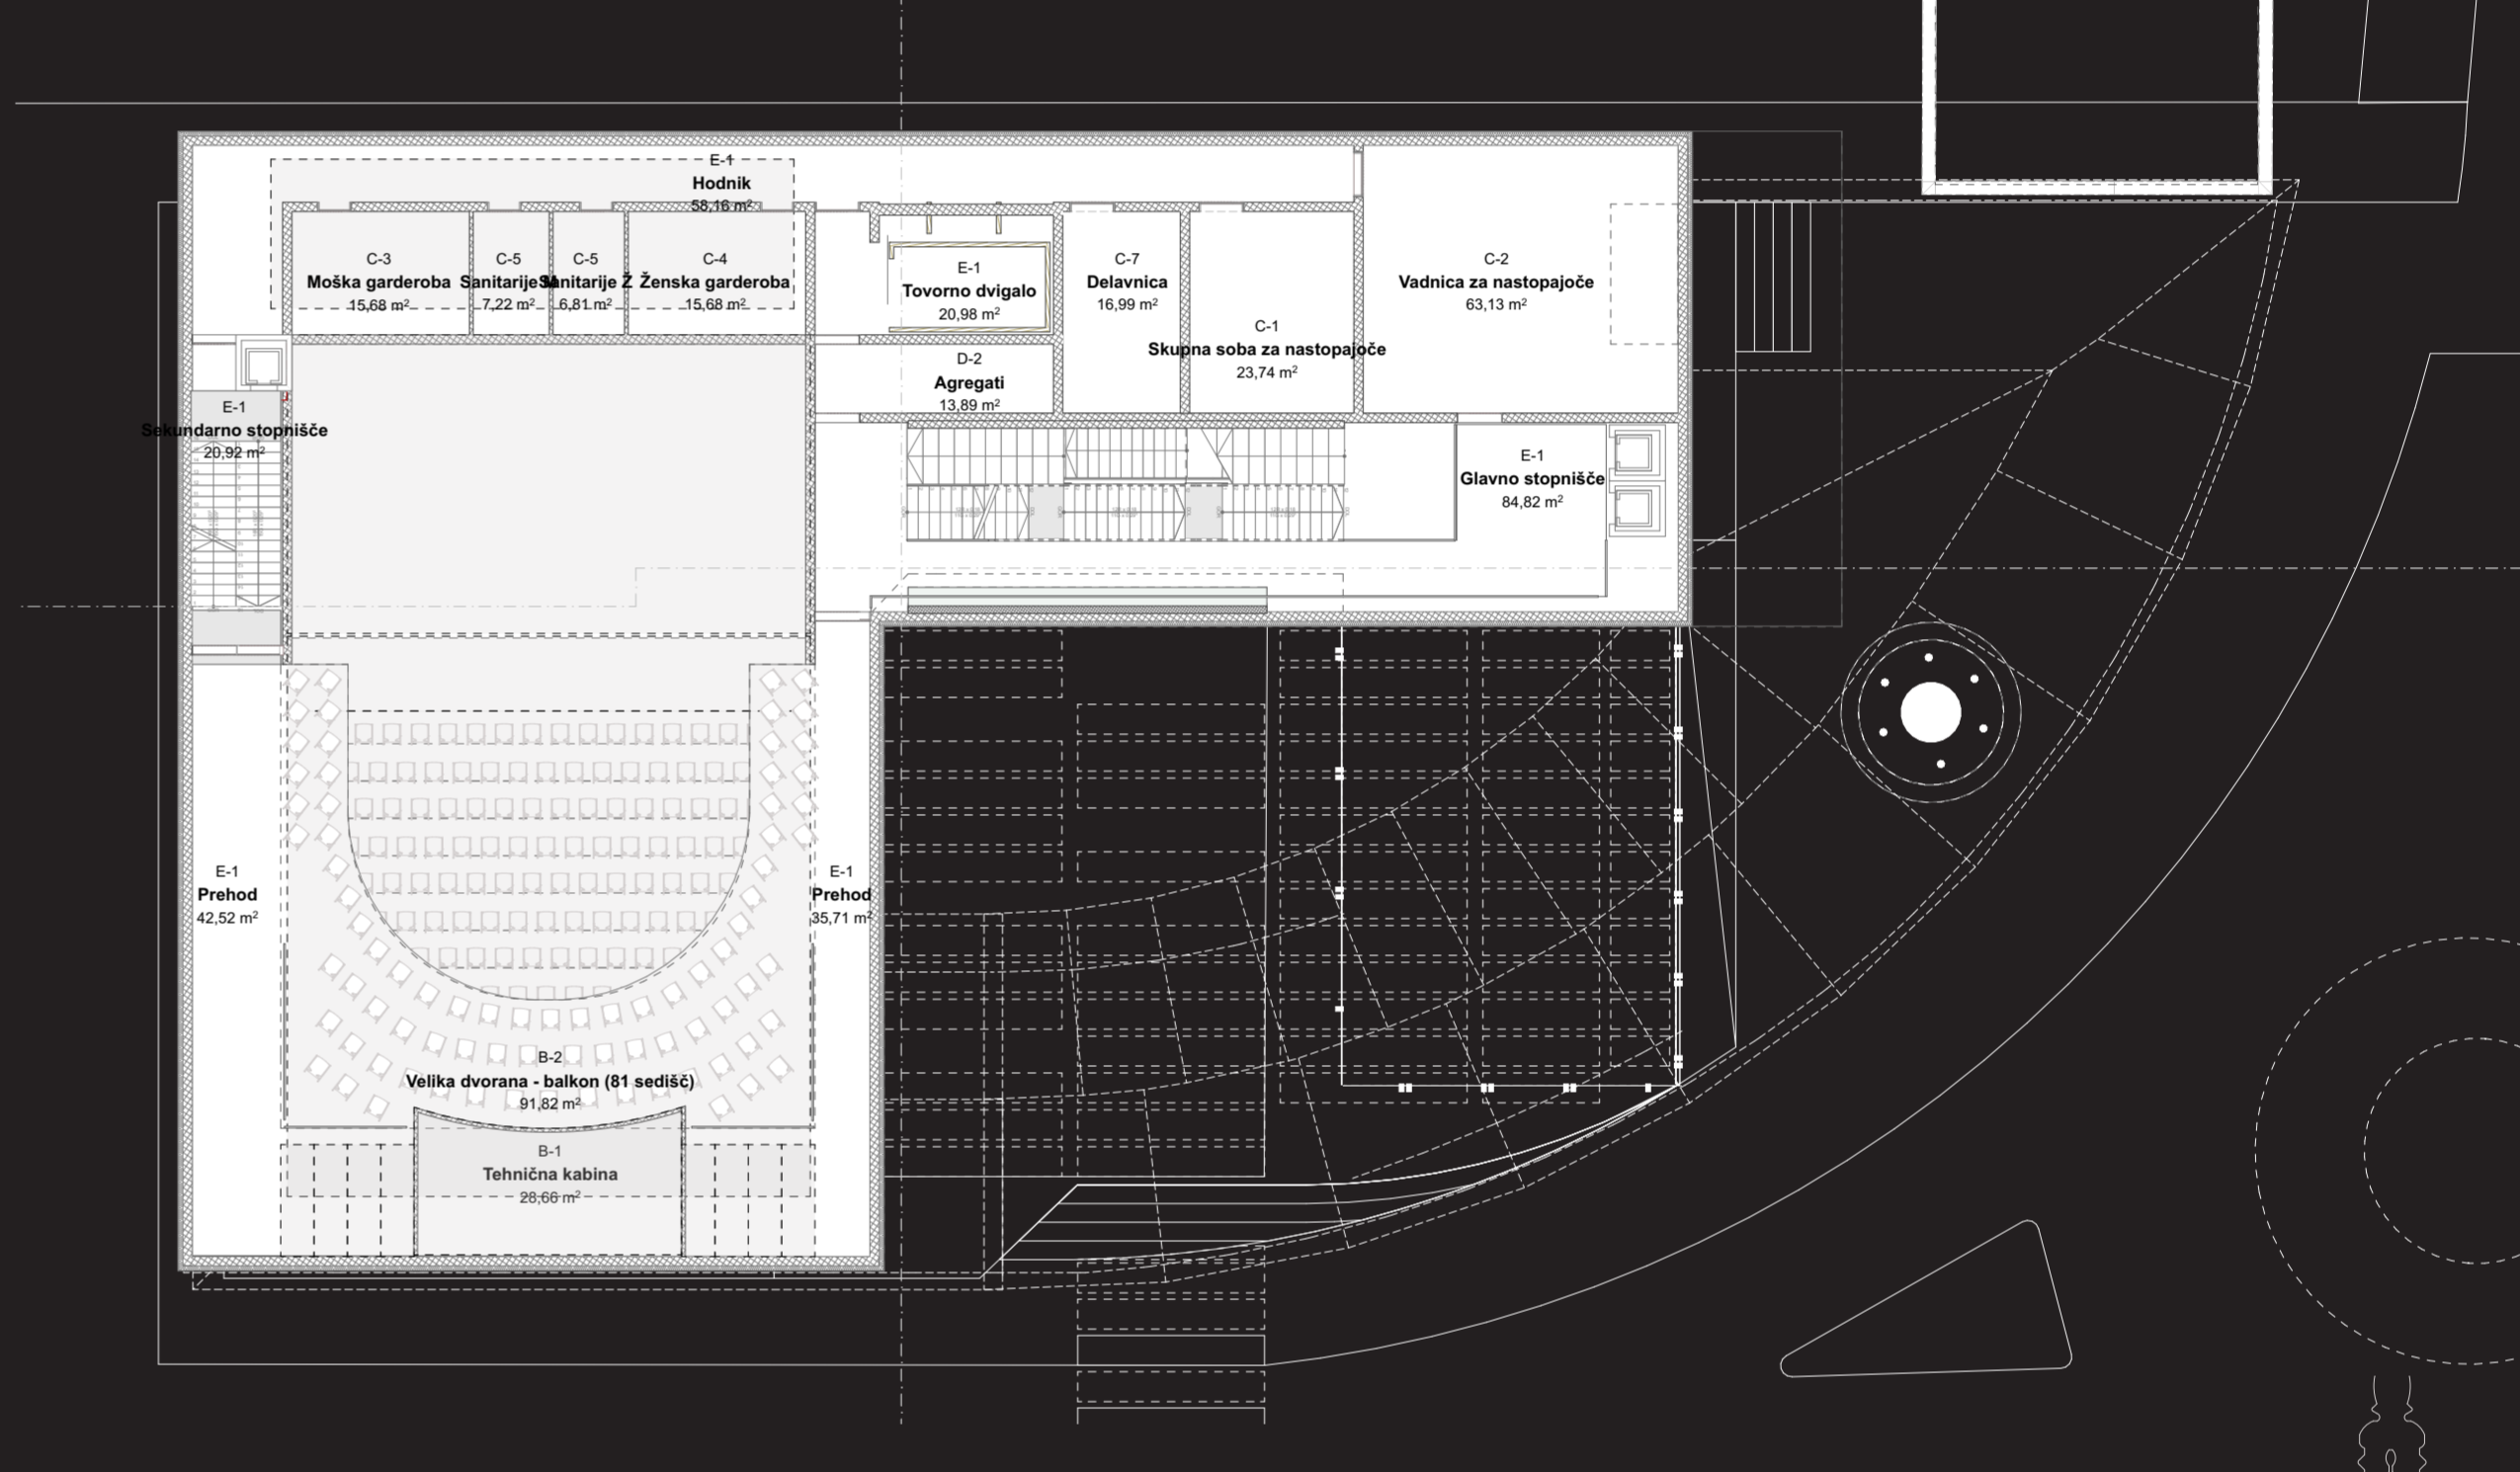 E-1
Hodnik
58,16 m²
C-3
Moška garderoba
15,68 m²
C-5
Sanitarije M
7,22 m²
C-5
Sanitarije Ž
6,81 m²
C-4
Ženska garderoba
15,68 m²
E-1
Tovorno dvigalo
20,98 m²
C-7
Delavnica
16,99 m²
C-1
Skupna soba za nastopajoče
23,74 m²
C-2
Vadnica za nastopajoče
63,13 m²
D-2
Agregati
13,89 m²
E-1
Sekundarno stopnišče
20,92 m²
E-1
Glavno stopnišče
84,82 m²
E-1
Prehod
42,52 m²
E-1
Prehod
35,71 m²
B-2
Velika dvorana - balkon (81 sedišč)
91,82 m²
B-1
Tehnična kabina
28,66 m²